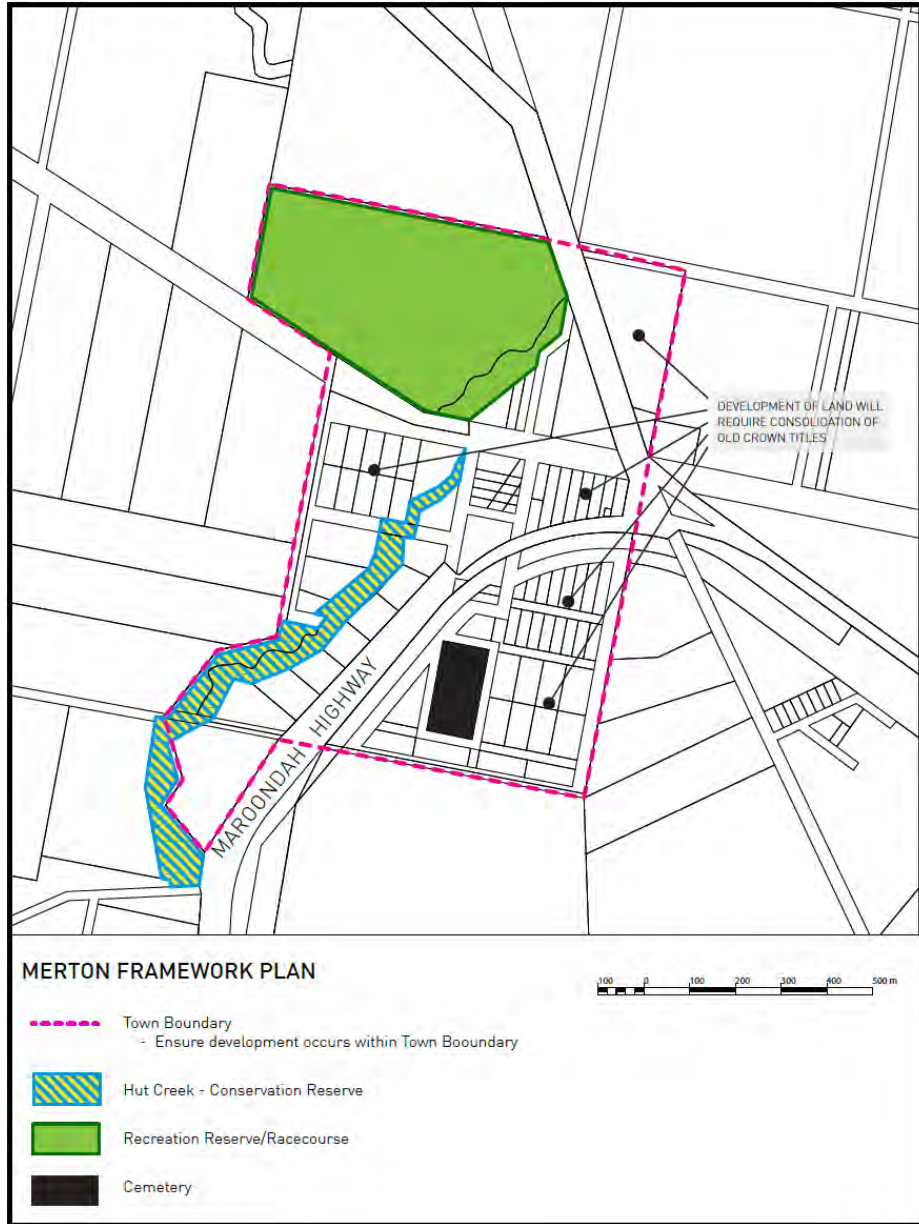 DEVELOPMENT OF LAND WILL
REQUIRE CONSOLIDATION OF
OLD CROWN TITLES
MAROONDAH HIGHWAY
MERTON FRAMEWORK PLAN
100 0 100 200 300 400 500 m
Town Boundary
- Ensure development occurs within Town Booundary
Hut Creek - Conservation Reserve
Recreation Reserve/Racecourse
Cemetery